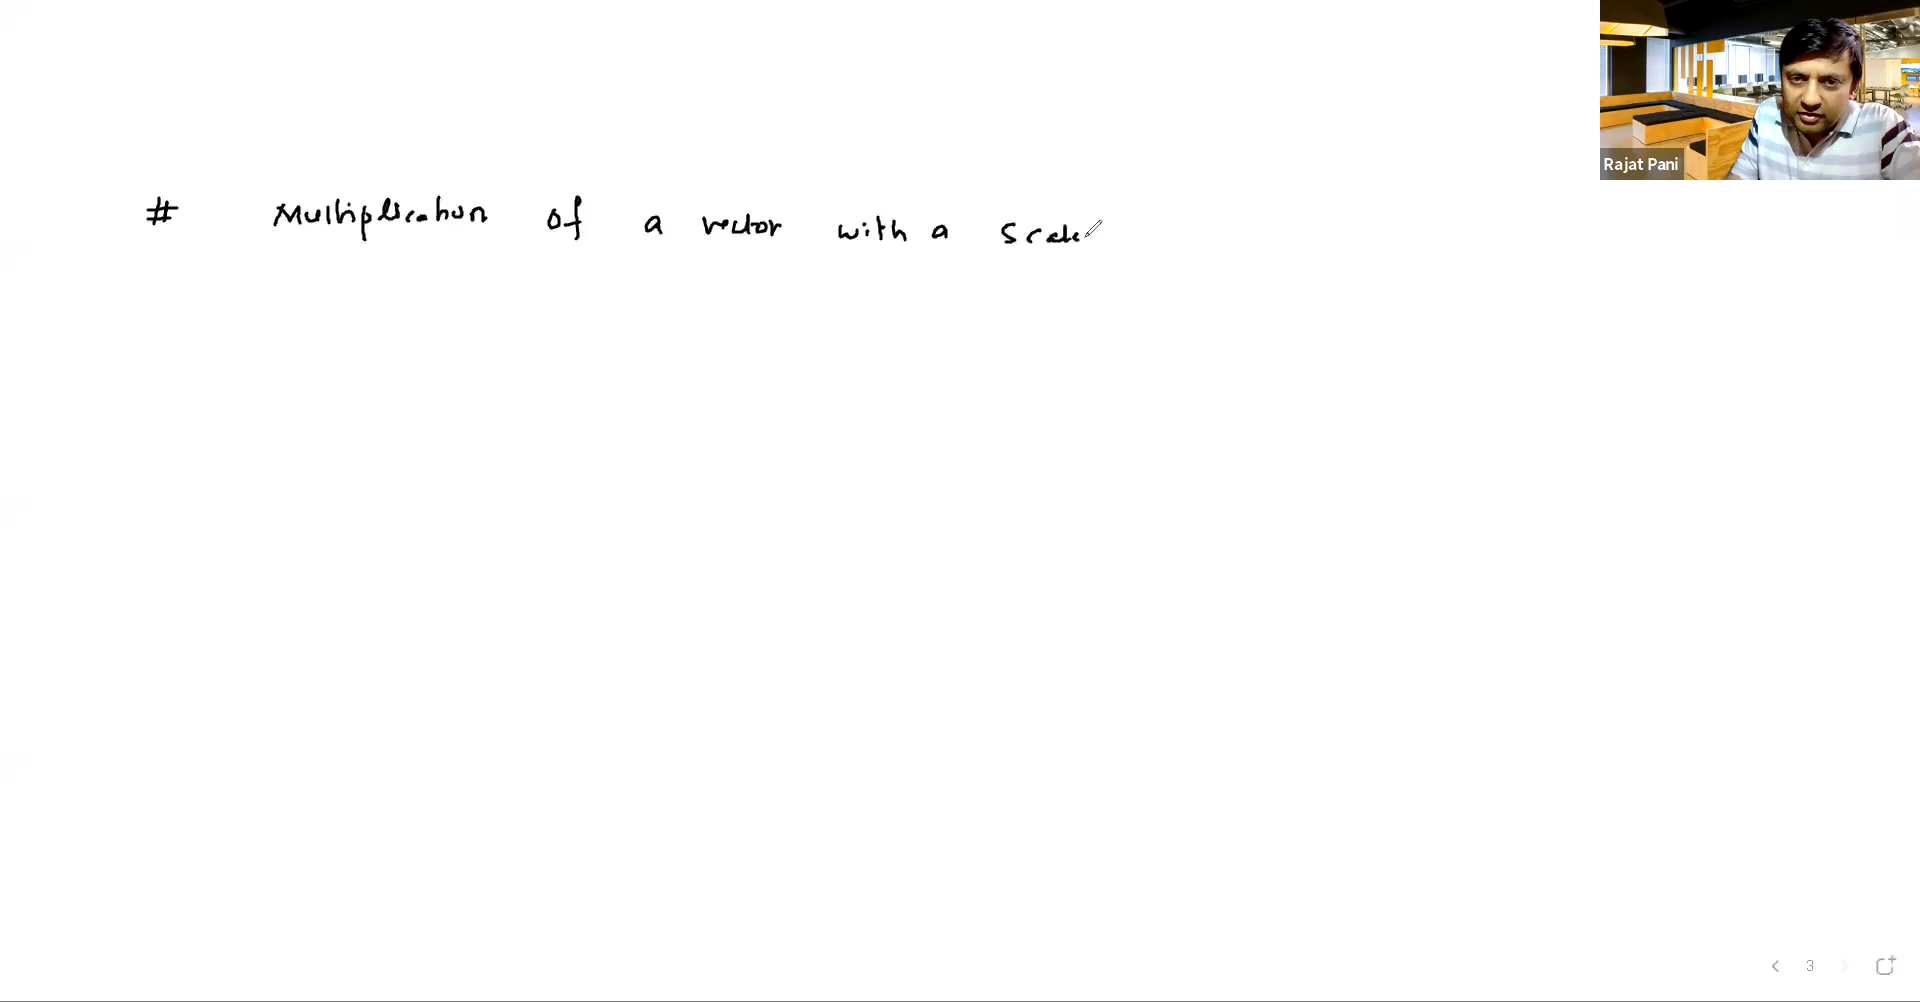 Rajat Pani
# Multiplication of a vector with a
3